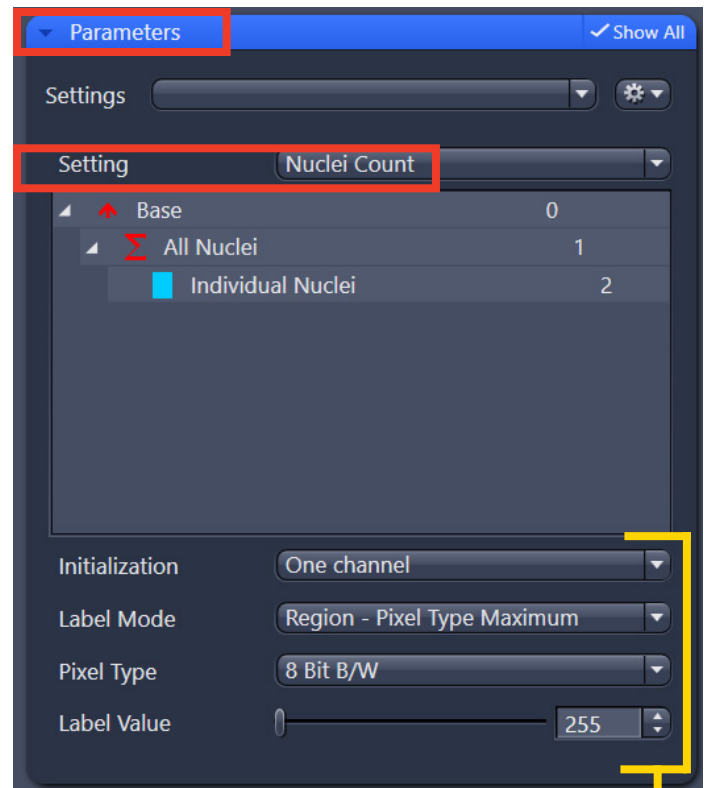 Parameters Show All
Settings
Setting Nuclei Count
Base 0
All Nuclei 1
Individual Nuclei 2
Initialization One channel
Label Mode Region - Pixel Type Maximum
Pixel Type 8 Bit B/W
Label Value 255